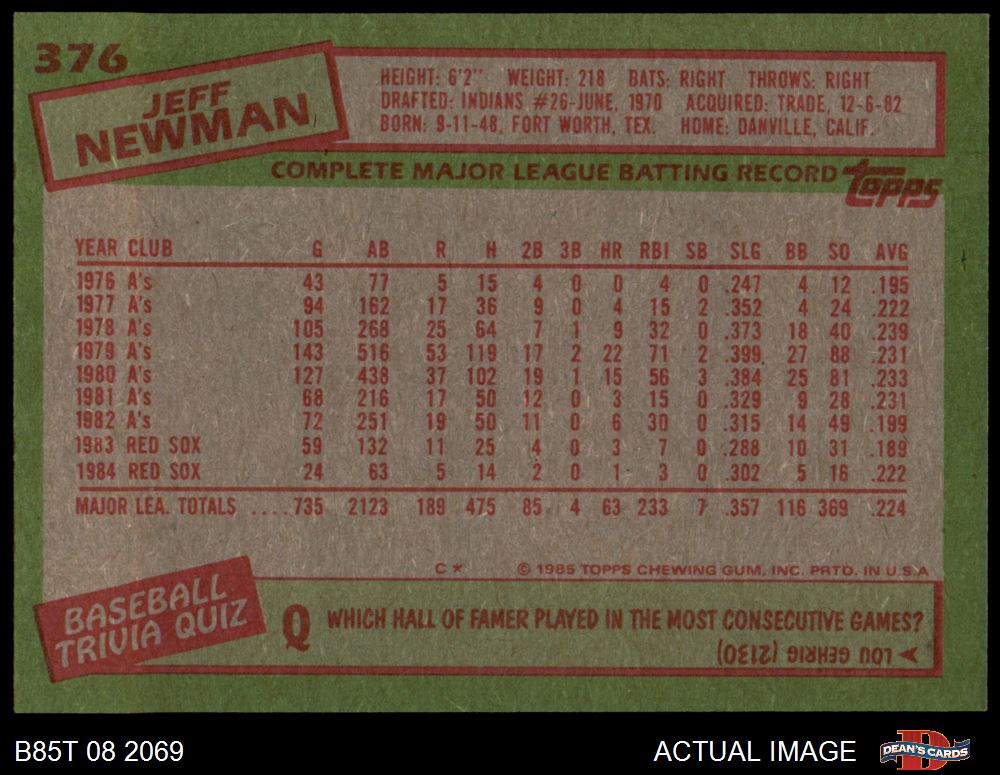 376
JEFF
NEWMAN
HEIGHT: 6'2" WEIGHT: 218 BATS: RIGHT THROWS: RIGHT
DRAFTED: INDIANS #26-JUNE, 1970 ACQUIRED: TRADE, 12-6-82
BORN: 9-11-48, FORT WORTH, TEX. HOME: DANVILLE, CALIF.
COMPLETE MAJOR LEAGUE BATTING RECORD
topps
YEAR CLUB G AB R H 2B 3B HR RBI SB SLG BB SO AVG
1976 A's 43 77 5 15 4 0 0 4 0 .247 4 12 .195
1977 A's 94 162 17 36 9 0 4 15 2 .352 4 24 .222
1978 A's 105 268 25 64 7 1 9 32 0 .373 18 40 .239
1979 A's 143 516 53 119 17 2 22 71 2 .399 27 88 .231
1980 A's 127 438 37 102 19 1 15 56 3 .384 25 81 .233
1981 A's 68 216 17 50 12 0 3 15 0 .329 9 28 .231
1982 A's 72 251 19 50 11 0 6 30 0 .315 14 49 .199
1983 RED SOX 59 132 11 25 4 0 3 7 0 .288 10 31 .189
1984 RED SOX 24 63 5 14 2 0 1 3 0 .302 5 16 .222
MAJOR LEA. TOTALS ....735 2123 189 475 85 4 63 233 7 .357 116 369 .224
C* © 1985 TOPPS CHEWING GUM, INC. PRTD. IN U.S.A
BASEBALL
TRIVIA QUIZ
Q WHICH HALL OF FAMER PLAYED IN THE MOST CONSECUTIVE GAMES?
LOU GEHRIG (2130)
B85T 08 2069
ACTUAL IMAGE
D
DEAN'S CARDS